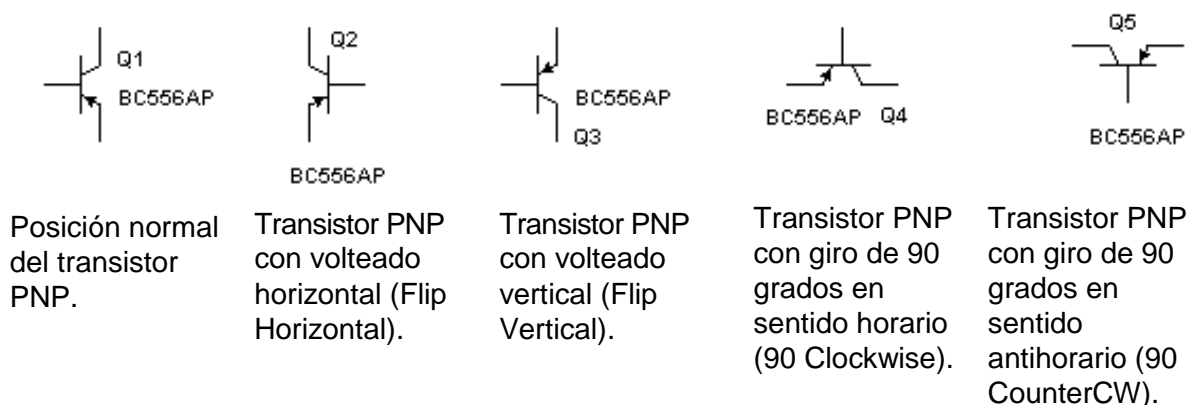 Q1
BC556AP
Q2
BC556AP
BC556AP
Q3
BC556AP Q4
Q5
BC556AP
Posición normal
del transistor
PNP.
Transistor PNP
con volteado
horizontal (Flip
Horizontal).
Transistor PNP
con volteado
vertical (Flip
Vertical).
Transistor PNP
con giro de 90
grados en
sentido horario
(90 Clockwise).
Transistor PNP
con giro de 90
grados en
sentido
antihorario (90
CounterCW).